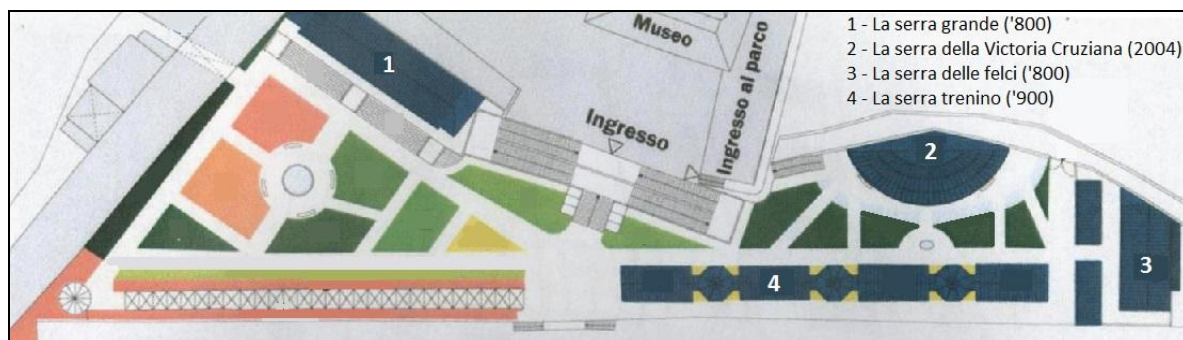 Museo
Ingresso
Ingresso al parco
1
2
3
4
1 - La serra grande ('800)
2 - La serra della Victoria Cruziana (2004)
3 - La serra delle felci ('800)
4 - La serra trenino ('900)